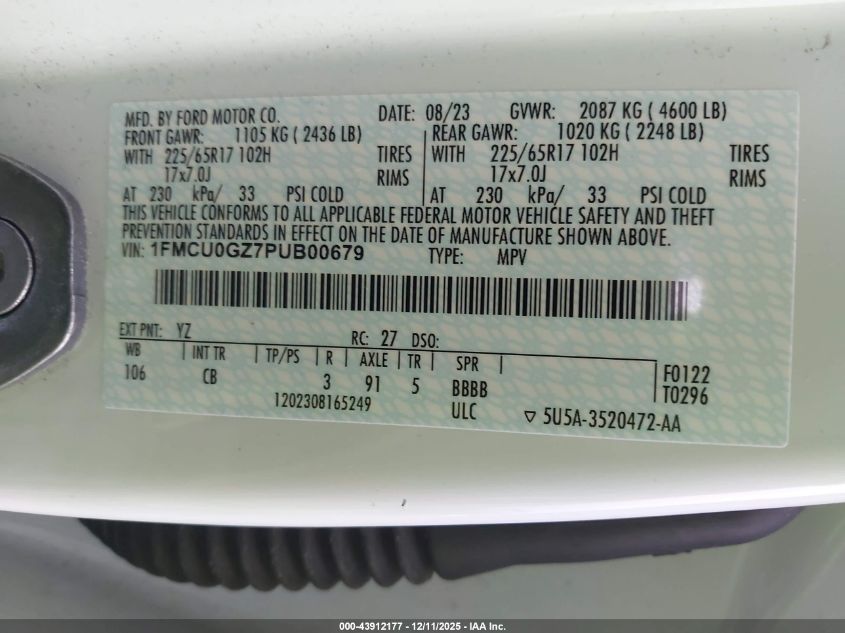 MFD. BY FORD MOTOR CO. DATE: 08/23 GVWR: 2087 KG ( 4600 LB)
FRONT GAWR: 1105 KG ( 2436 LB) REAR GAWR: 1020 KG ( 2248 LB)
WITH 225/65R17 102H TIRES WITH 225/65R17 102H TIRES
17x7.0J RIMS 17x7.0J RIMS
AT 230 kPa/ 33 PSI COLD AT 230 kPa/ 33 PSI COLD
THIS VEHICLE CONFORMS TO ALL APPLICABLE FEDERAL MOTOR VEHICLE SAFETY AND THEFT
PREVENTION STANDARDS IN EFFECT ON THE DATE OF MANUFACTURE SHOWN ABOVE.
VIN: 1FMCU0GZ7PUB00679 TYPE: MPV
EXT PNT: YZ RC: 27 DSO:
WB INT TR TP/PS R AXLE TR SPR
106 CB 3 91 5 BBBB F0122
1202308165249 ULC T0296
▽ 5U5A-3520472-AA
000-43912177 - 12/11/2025 - IAA Inc.